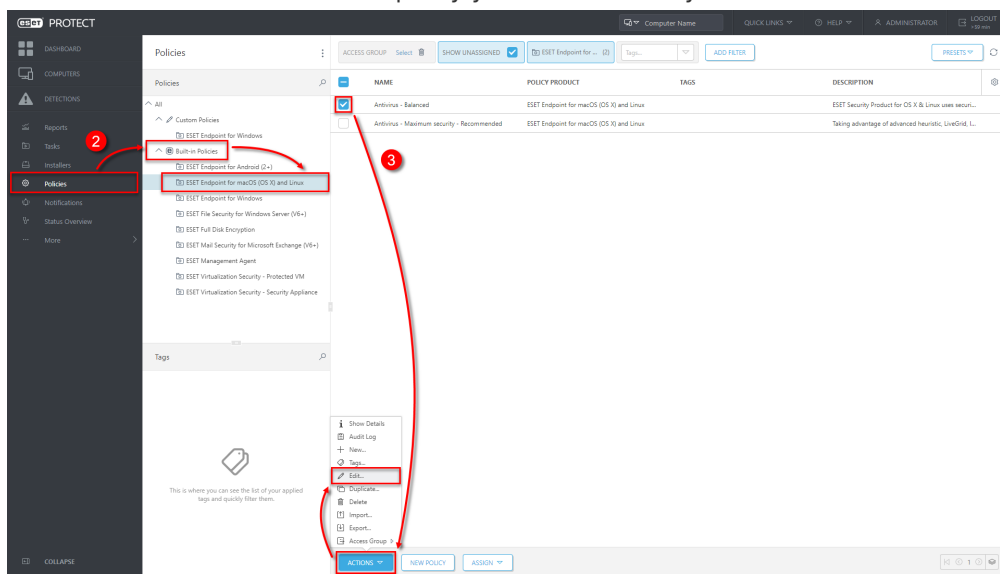 eset PROTECT
Computer Name
QUICK LINKS
HELP
ADMINISTRATOR
LOGOUT
>59 min
DASHBOARD
COMPUTERS
DETECTIONS
Reports
Tasks
Installers
Policies
Notifications
Status Overview
More
COLLAPSE
2
Policies
Policies
All
Custom Policies
ESET Endpoint for Windows
Built-in Policies
ESET Endpoint for Android (2+)
ESET Endpoint for macOS (OS X) and Linux
ESET Endpoint for Windows
ESET File Security for Windows Server (V6+)
ESET Full Disk Encryption
ESET Mail Security for Microsoft Exchange (V6+)
ESET Management Agent
ESET Virtualization Security - Protected VM
ESET Virtualization Security - Security Appliance
Tags
This is where you can see the list of your applied
tags and quickly filter them.
ACCESS GROUP Select
SHOW UNASSIGNED
ESET Endpoint for ... (2)
Tags...
ADD FILTER
PRESETS
NAME POLICY PRODUCT TAGS DESCRIPTION
Antivirus - Balanced ESET Endpoint for macOS (OS X) and Linux ESET Security Product for OS X & Linux uses securi...
Antivirus - Maximum security - Recommended ESET Endpoint for macOS (OS X) and Linux Taking advantage of advanced heuristic, LiveGrid, I...
3
Show Details
Audit Log
New...
Tags...
Edit...
Duplicate...
Delete
Import...
Export...
Access Group
ACTIONS
NEW POLICY
ASSIGN
1